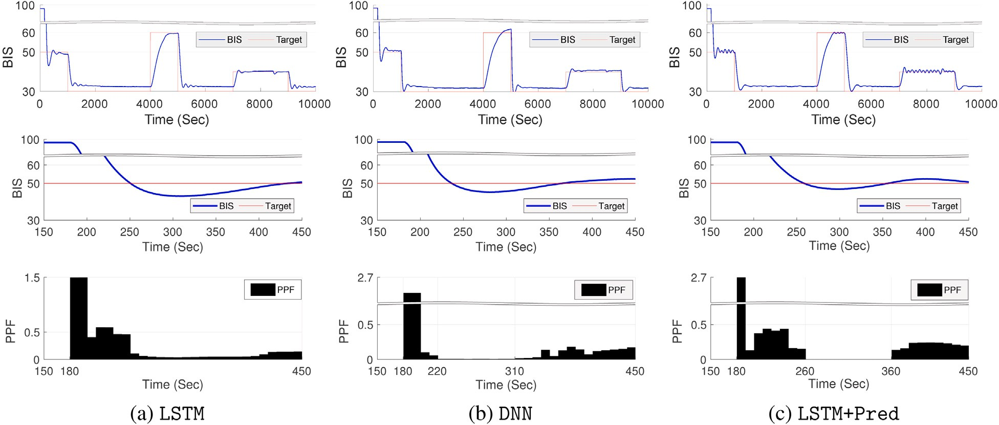 100
60
50
30
BIS
BIS Target
0 2000 4000 6000 8000 10000
Time (Sec)
100
60
50
30
BIS
BIS Target
0 2000 4000 6000 8000 10000
Time (Sec)
100
60
50
30
BIS
BIS Target
0 2000 4000 6000 8000 10000
Time (Sec)
100
60
50
30
BIS
BIS Target
150 200 250 300 350 400 450
Time (Sec)
100
60
50
30
BIS
BIS Target
150 200 250 300 350 400 450
Time (Sec)
100
60
50
30
BIS
BIS Target
150 200 250 300 350 400 450
Time (Sec)
1.5
0.5
0
PPF
PPF
150 180 450
Time (Sec)
2.7
0.5
0
PPF
PPF
150 180 220 310 450
Time (Sec)
2.7
0.5
0
PPF
PPF
150 180 260 360 450
Time (Sec)
(a) LSTM
(b) DNN
(c) LSTM+Pred